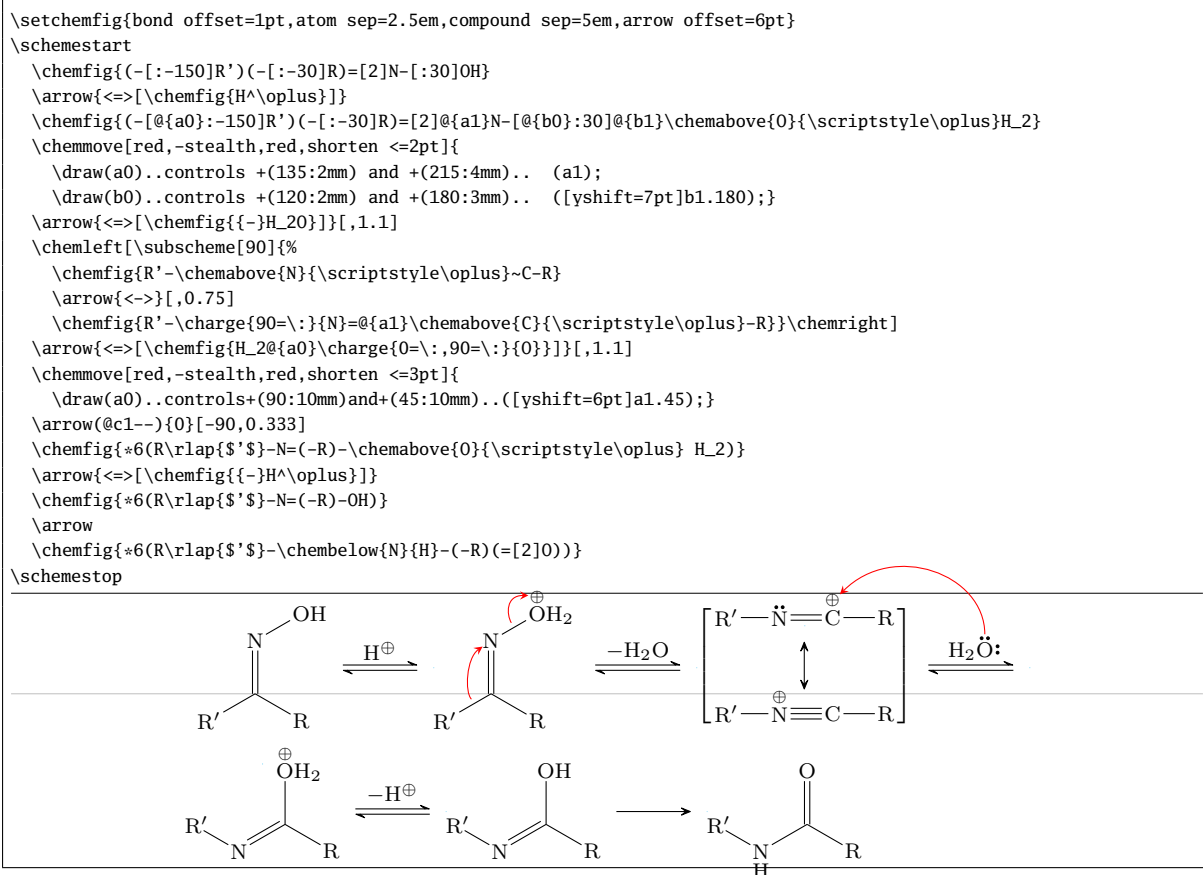 \setchemfig{bond offset=1pt,atom sep=2.5em,compound sep=5em,arrow offset=6pt}
\schemestart
  \chemfig{(-[:-150]R')(-[:-30]R)=[2]N-[:30]OH}
  \arrow{<=>[\chemfig{H^\oplus}]}
  \chemfig{(-[@{a0}:-150]R')(-[:-30]R)=[2]@{a1}N-[@{b0}:30]@{b1}\chemabove{O}{\scriptstyle\oplus}H_2}
  \chemmove[red,-stealth,red,shorten <=2pt]{
    \draw(a0)..controls +(135:2mm) and +(215:4mm)..  (a1);
    \draw(b0)..controls +(120:2mm) and +(180:3mm)..  ([yshift=7pt]b1.180);}
  \arrow{<=>[\chemfig{{-}H_2O}]}[,1.1]
  \chemleft[\subscheme[90]{%
    \chemfig{R'-\chemabove{N}{\scriptstyle\oplus}~C-R}
    \arrow{<->}[,0.75]
    \chemfig{R'-\charge{90=\:}{N}=@{a1}\chemabove{C}{\scriptstyle\oplus}-R}}\chemright]
  \arrow{<=>[\chemfig{H_2@{a0}\charge{0=\:,90=\:}{O}}]}[,1.1]
  \chemmove[red,-stealth,red,shorten <=3pt]{
    \draw(a0)..controls+(90:10mm)and+(45:10mm)..([yshift=6pt]a1.45);}
  \arrow(@c1--){0}[-90,0.333]
  \chemfig{*6(R\rlap{$'$}-N=(-R)-\chemabove{O}{\scriptstyle\oplus} H_2)}
  \arrow{<=>[\chemfig{{-}H^\oplus}]}
  \chemfig{*6(R\rlap{$'$}-N=(-R)-OH)}
  \arrow
  \chemfig{*6(R\rlap{$'$}-\chembelow{N}{H}-(-R)(=[2]O))}
\schemestop
OH ⊕ OH₂ R′ N̈ C ⊕ R
N H⊕ N −H₂O H₂Ö:
R′ R R′ R R′ N ⊕ C R
⊕ OH₂ OH O
−H⊕
R′ N R R′ N R R′ N H R